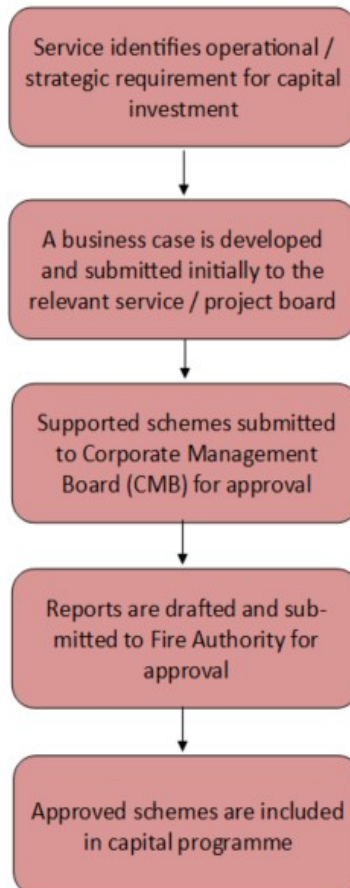 Service identifies operational /
strategic requirement for capital
investment
A business case is developed
and submitted initially to the
relevant service / project board
Supported schemes submitted
to Corporate Management
Board (CMB) for approval
Reports are drafted and sub-
mitted to Fire Authority for
approval
Approved schemes are included
in capital programme